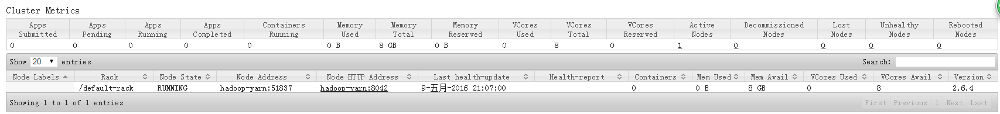 Cluster Metrics
Apps Submitted Apps Pending Apps Running Apps Completed Containers Running Memory Used Memory Total Memory Reserved VCores Used VCores Total VCores Reserved Active Nodes Decommissioned Nodes Lost Nodes Unhealthy Nodes Rebooted Nodes
0 0 0 0 0 0 B 8 GB 0 B 0 8 0 1 0 0 0 0
Show 20 entries Search:
Node Labels Rack Node State Node Address Node HTTP Address Last health-update Health-report Containers Mem Used Mem Avail VCores Used VCores Avail Version
/default-rack RUNNING hadoop-yarn:51837 hadoop-yarn:8042 9-五月-2016 21:07:00 0 0 B 8 GB 0 8 2.6.4
Showing 1 to 1 of 1 entries First Previous 1 Next Last